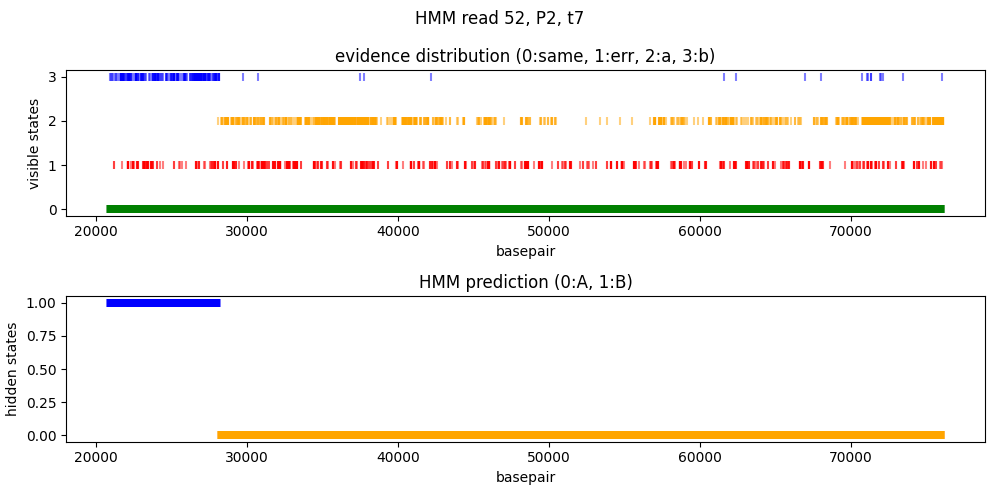 HMM read 52, P2, t7
evidence distribution (0:same, 1:err, 2:a, 3:b)
visible states
3
2
1
0
20000 30000 40000 50000 60000 70000
basepair
HMM prediction (0:A, 1:B)
hidden states
1.00
0.75
0.50
0.25
0.00
20000 30000 40000 50000 60000 70000
basepair